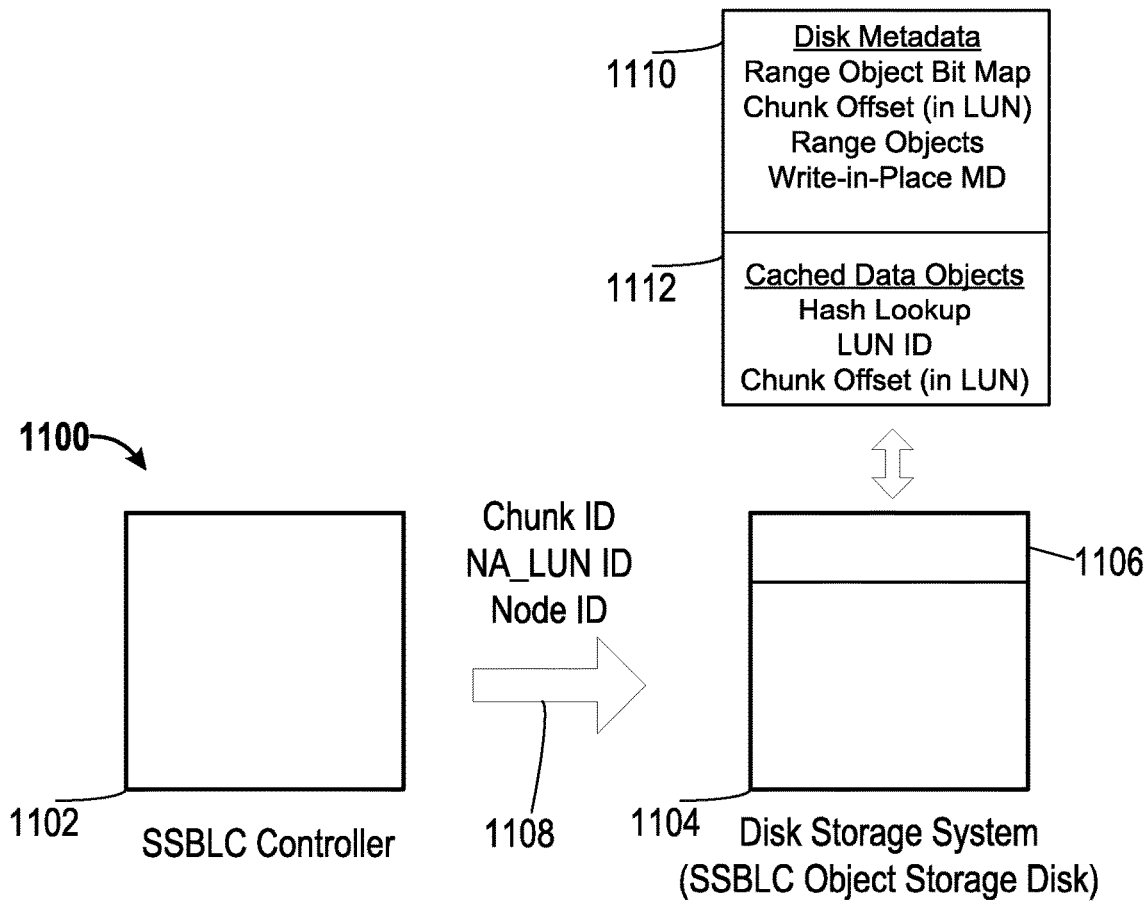 1110
Disk Metadata
Range Object Bit Map
Chunk Offset (in LUN)
Range Objects
Write-in-Place MD
1112
Cached Data Objects
Hash Lookup
LUN ID
Chunk Offset (in LUN)
1100
Chunk ID
NA_LUN ID
Node ID
1106
1102
SSBLC Controller
1108
1104
Disk Storage System
(SSBLC Object Storage Disk)